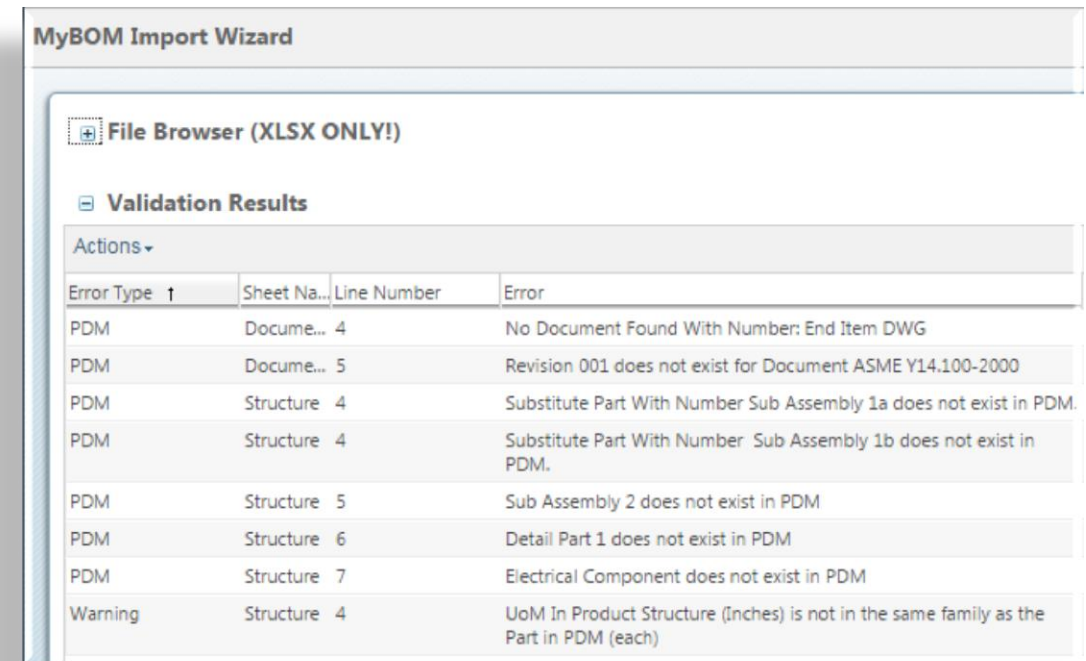 MyBOM Import Wizard
File Browser (XLSX ONLY!)
Validation Results
Actions
Error Type ↑ Sheet Na... Line Number Error
PDM Docume... 4 No Document Found With Number: End Item DWG
PDM Docume... 5 Revision 001 does not exist for Document ASME Y14.100-2000
PDM Structure 4 Substitute Part With Number Sub Assembly 1a does not exist in PDM.
PDM Structure 4 Substitute Part With Number Sub Assembly 1b does not exist in
PDM.
PDM Structure 5 Sub Assembly 2 does not exist in PDM
PDM Structure 6 Detail Part 1 does not exist in PDM
PDM Structure 7 Electrical Component does not exist in PDM
Warning Structure 4 UoM In Product Structure (Inches) is not in the same family as the
Part in PDM (each)